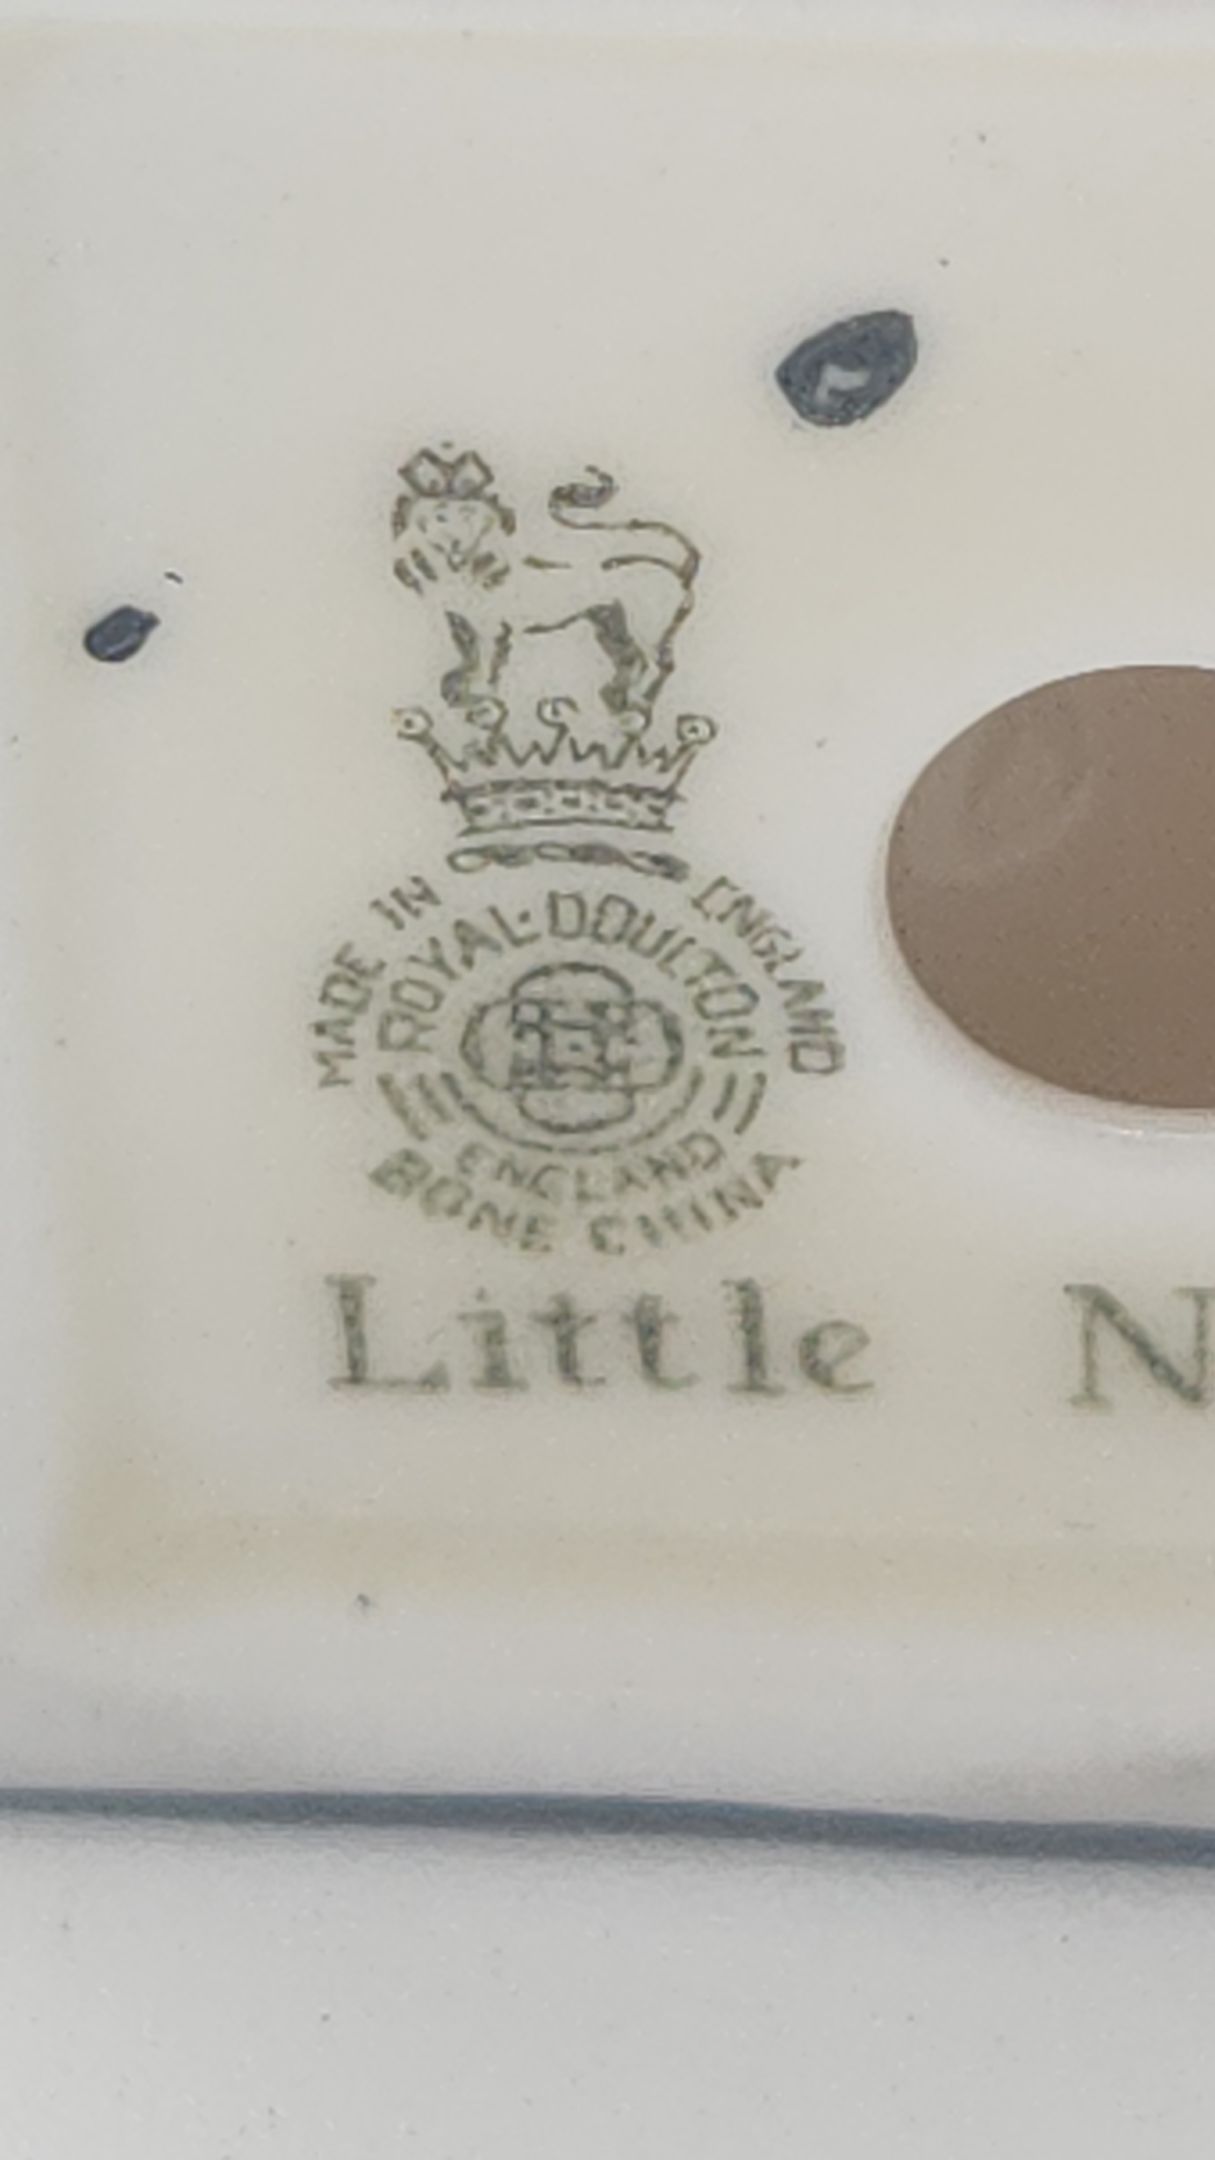 MADE IN ENGLAND
ROYAL·DOULTON
ENGLAND
BONE CHINA
Little N